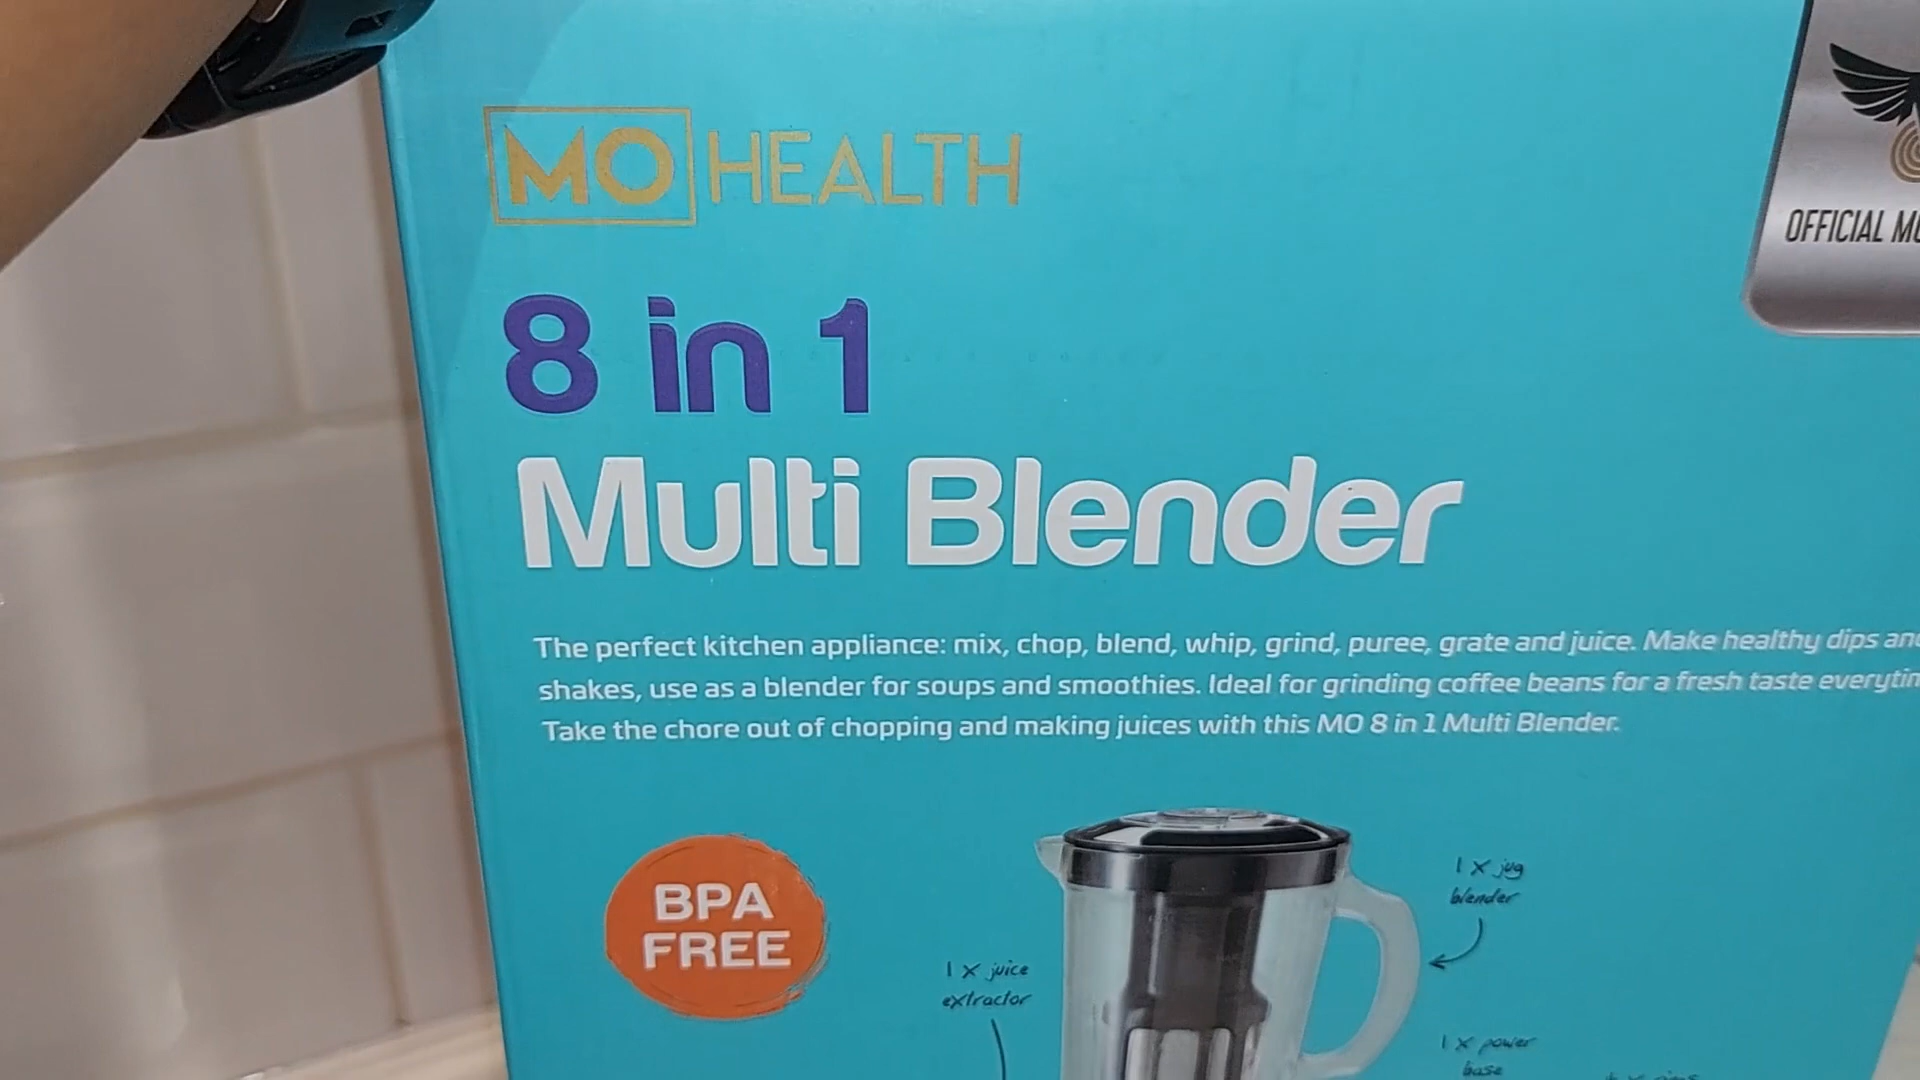 MO HEALTH
OFFICIAL
8 in 1
Multi Blender
The perfect kitchen appliance: mix, chop, blend, whip, grind, puree, grate and juice. Make healthy dips and
shakes, use as a blender for soups and smoothies. Ideal for grinding coffee beans for a fresh taste everytim
Take the chore out of chopping and making juices with this MO 8 in 1 Multi Blender.
BPA
FREE
1 x jug
blender
1 x juice
extractor
1 x power
base